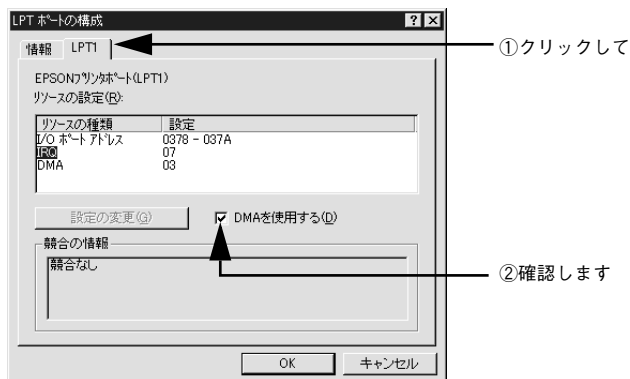 LPT ポートの構成
情報 LPT1
①クリックして
EPSONプリンタポート(LPT1)
リソースの設定(R):
リソースの種類 設定
I/O ポート アドレス 0378 - 037A
IRQ 07
DMA 03
設定の変更(G) DMAを使用する(D)
競合の情報
競合なし
②確認します
OK キャンセル